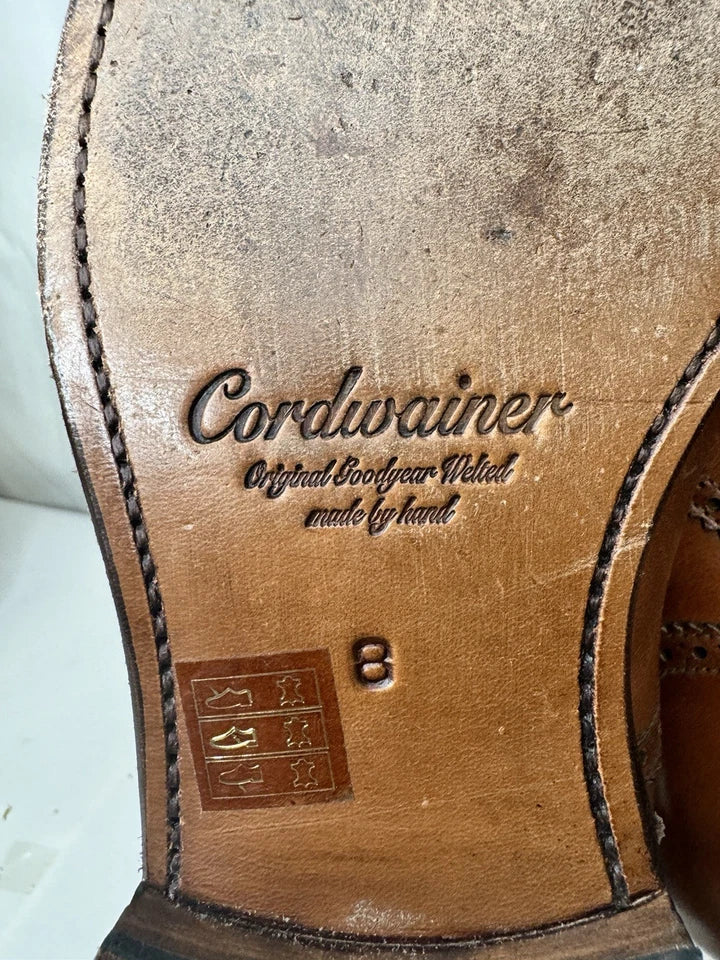 Cordwainer
Original Goodyear Welted
made by hand
8